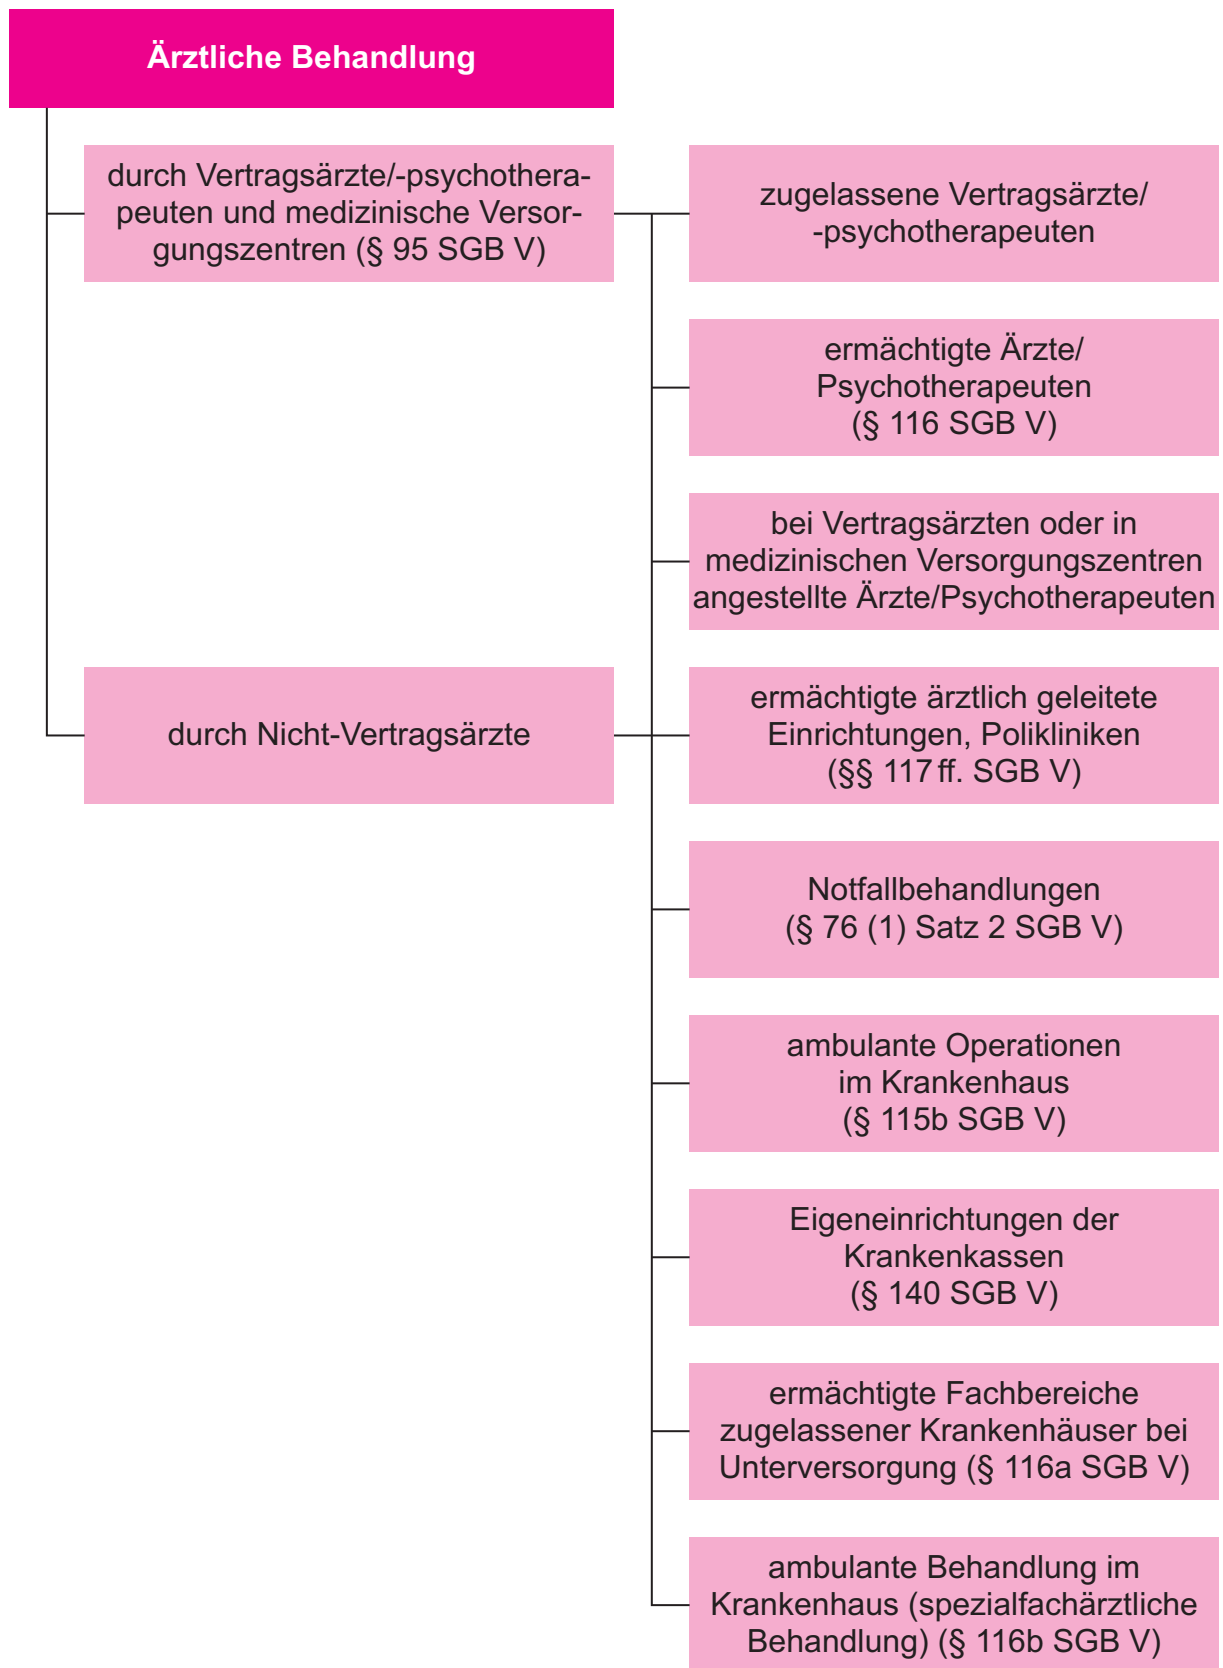 Ärztliche Behandlung
durch Vertragsärzte/-psychothera-
peuten und medizinische Versor-
gungszentren (§ 95 SGB V)
zugelassene Vertragsärzte/
-psychotherapeuten
ermächtigte Ärzte/
Psychotherapeuten
(§ 116 SGB V)
bei Vertragsärzten oder in
medizinischen Versorgungszentren
angestellte Ärzte/Psychotherapeuten
durch Nicht-Vertragsärzte
ermächtigte ärztlich geleitete
Einrichtungen, Polikliniken
(§§ 117 ff. SGB V)
Notfallbehandlungen
(§ 76 (1) Satz 2 SGB V)
ambulante Operationen
im Krankenhaus
(§ 115b SGB V)
Eigeneinrichtungen der
Krankenkassen
(§ 140 SGB V)
ermächtigte Fachbereiche
zugelassener Krankenhäuser bei
Unterversorgung (§ 116a SGB V)
ambulante Behandlung im
Krankenhaus (spezialfachärztliche
Behandlung) (§ 116b SGB V)